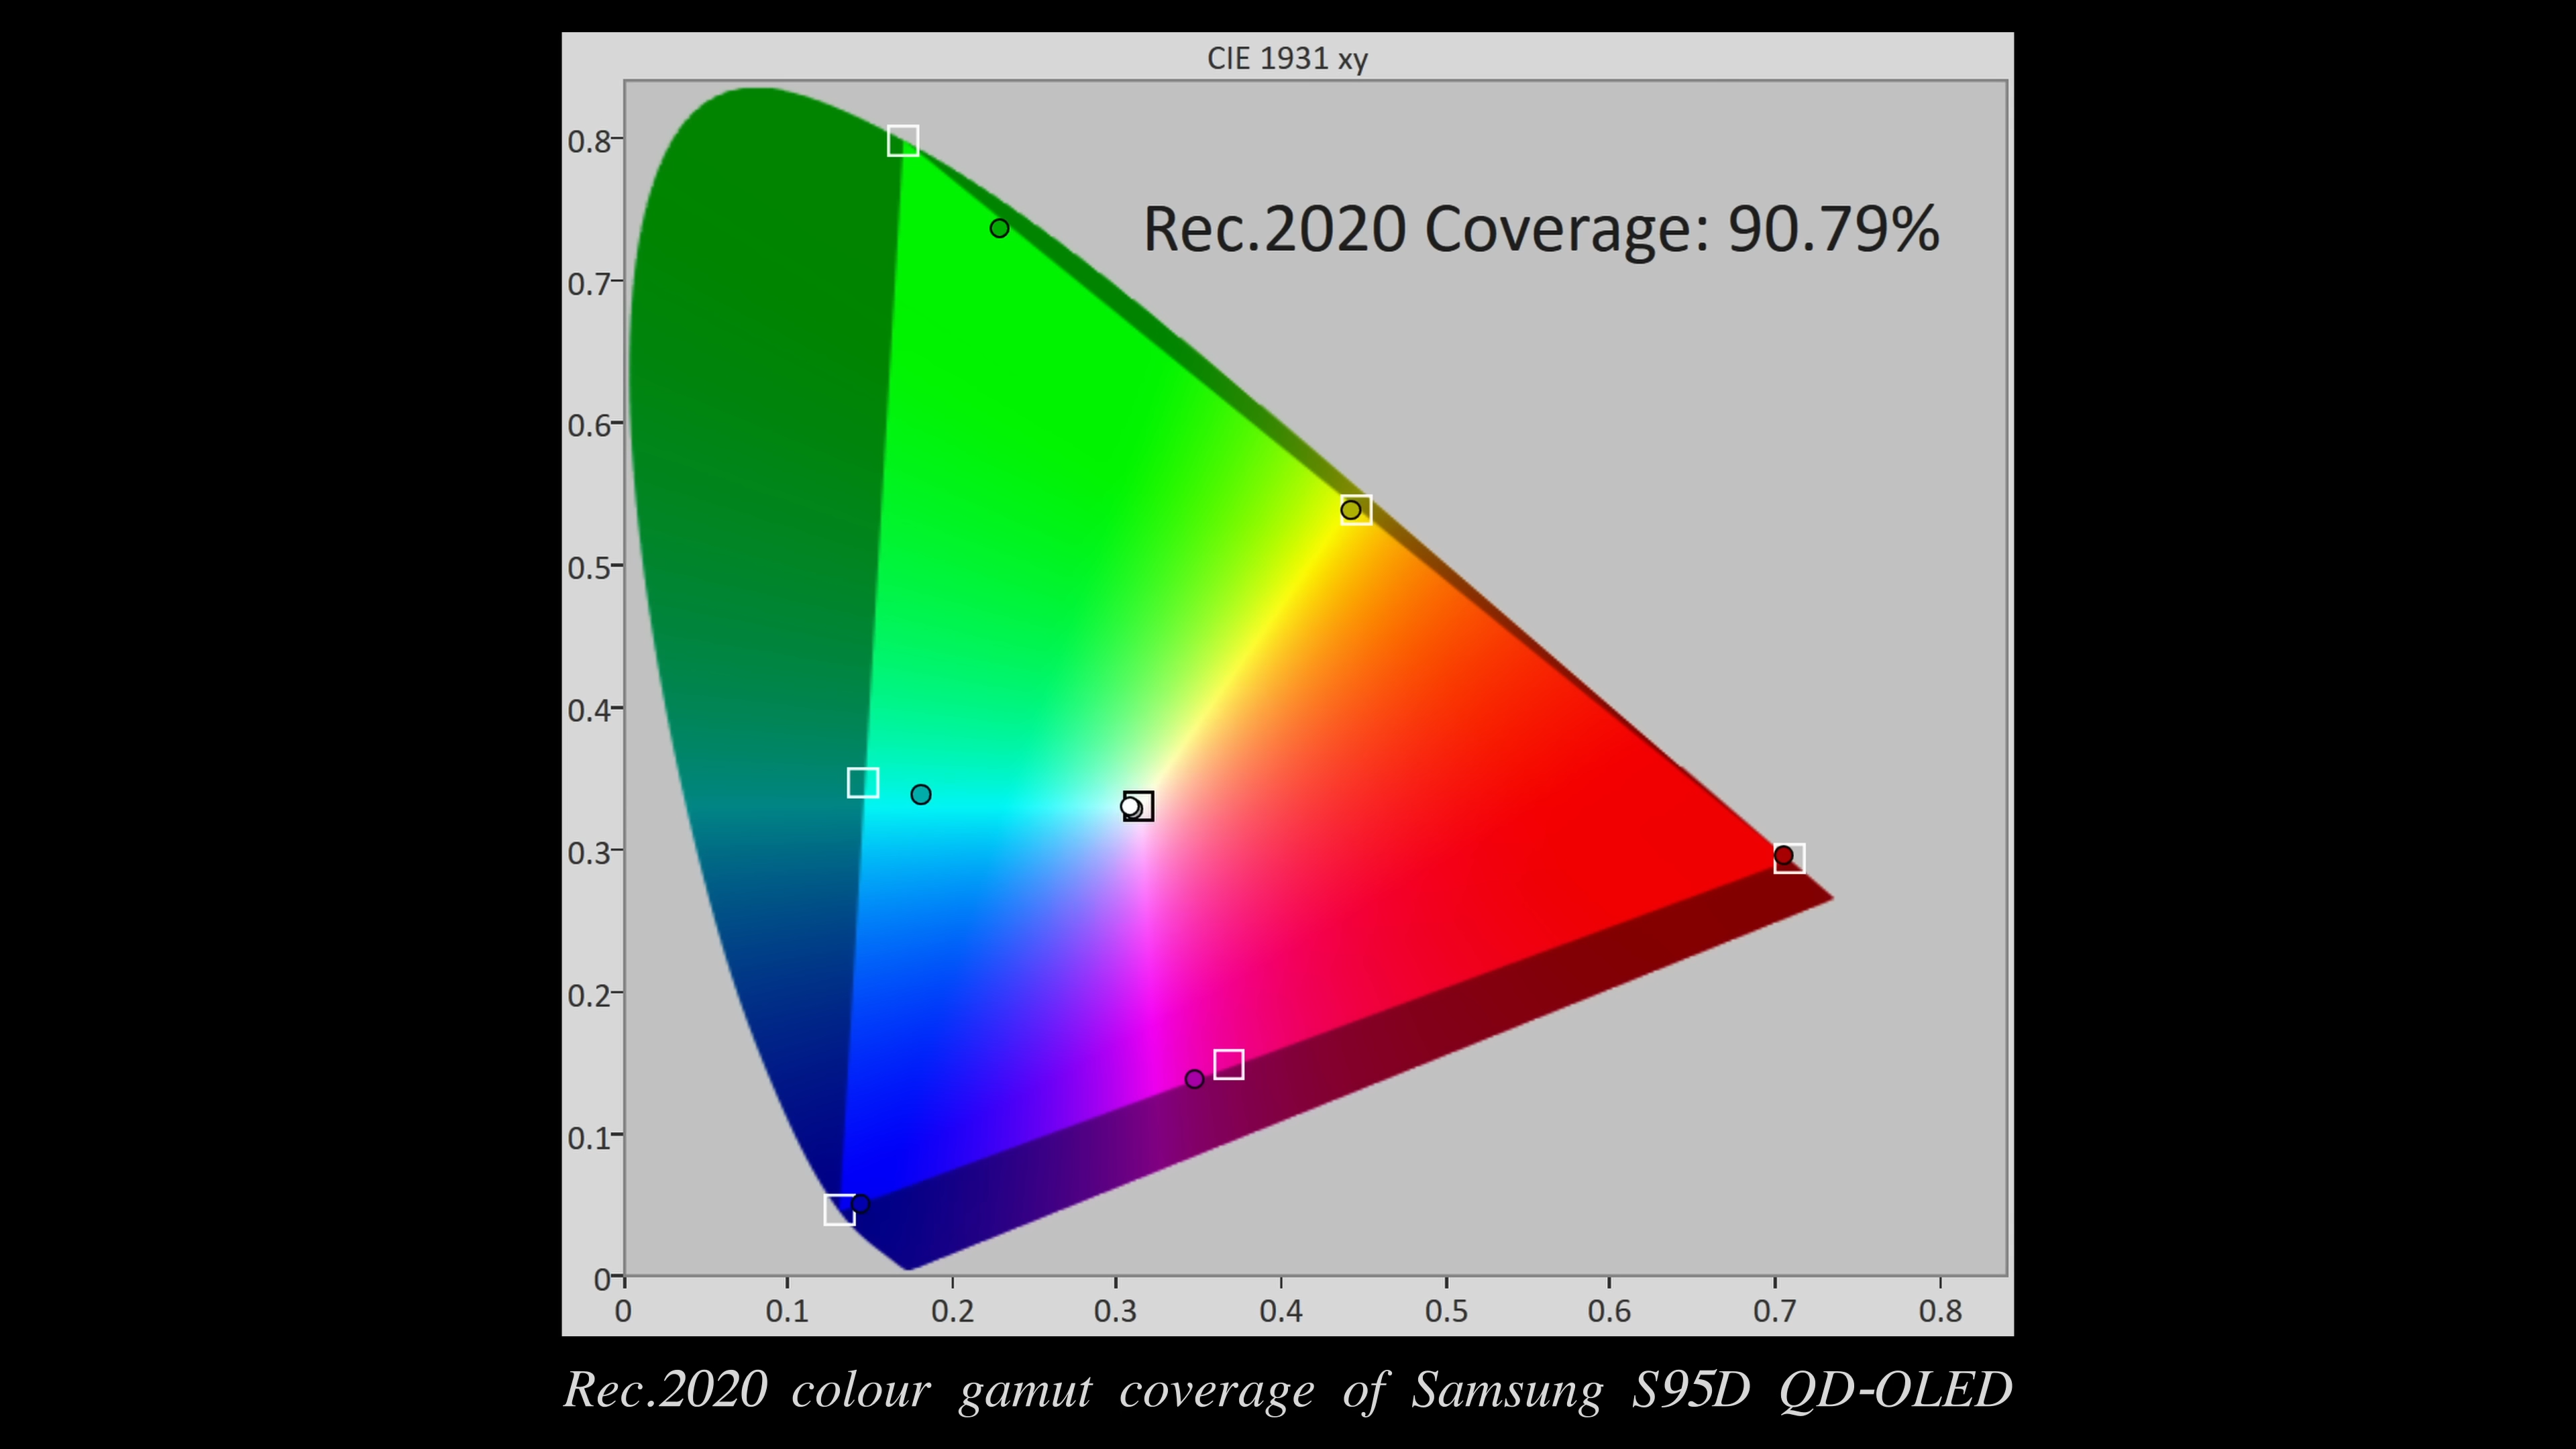 CIE 1931 xy
Rec.2020 Coverage: 90.79%
0.8
0.7
0.6
0.5
0.4
0.3
0.2
0.1
0
0 0.1 0.2 0.3 0.4 0.5 0.6 0.7 0.8
Rec.2020 colour gamut coverage of Samsung S95D QD-OLED